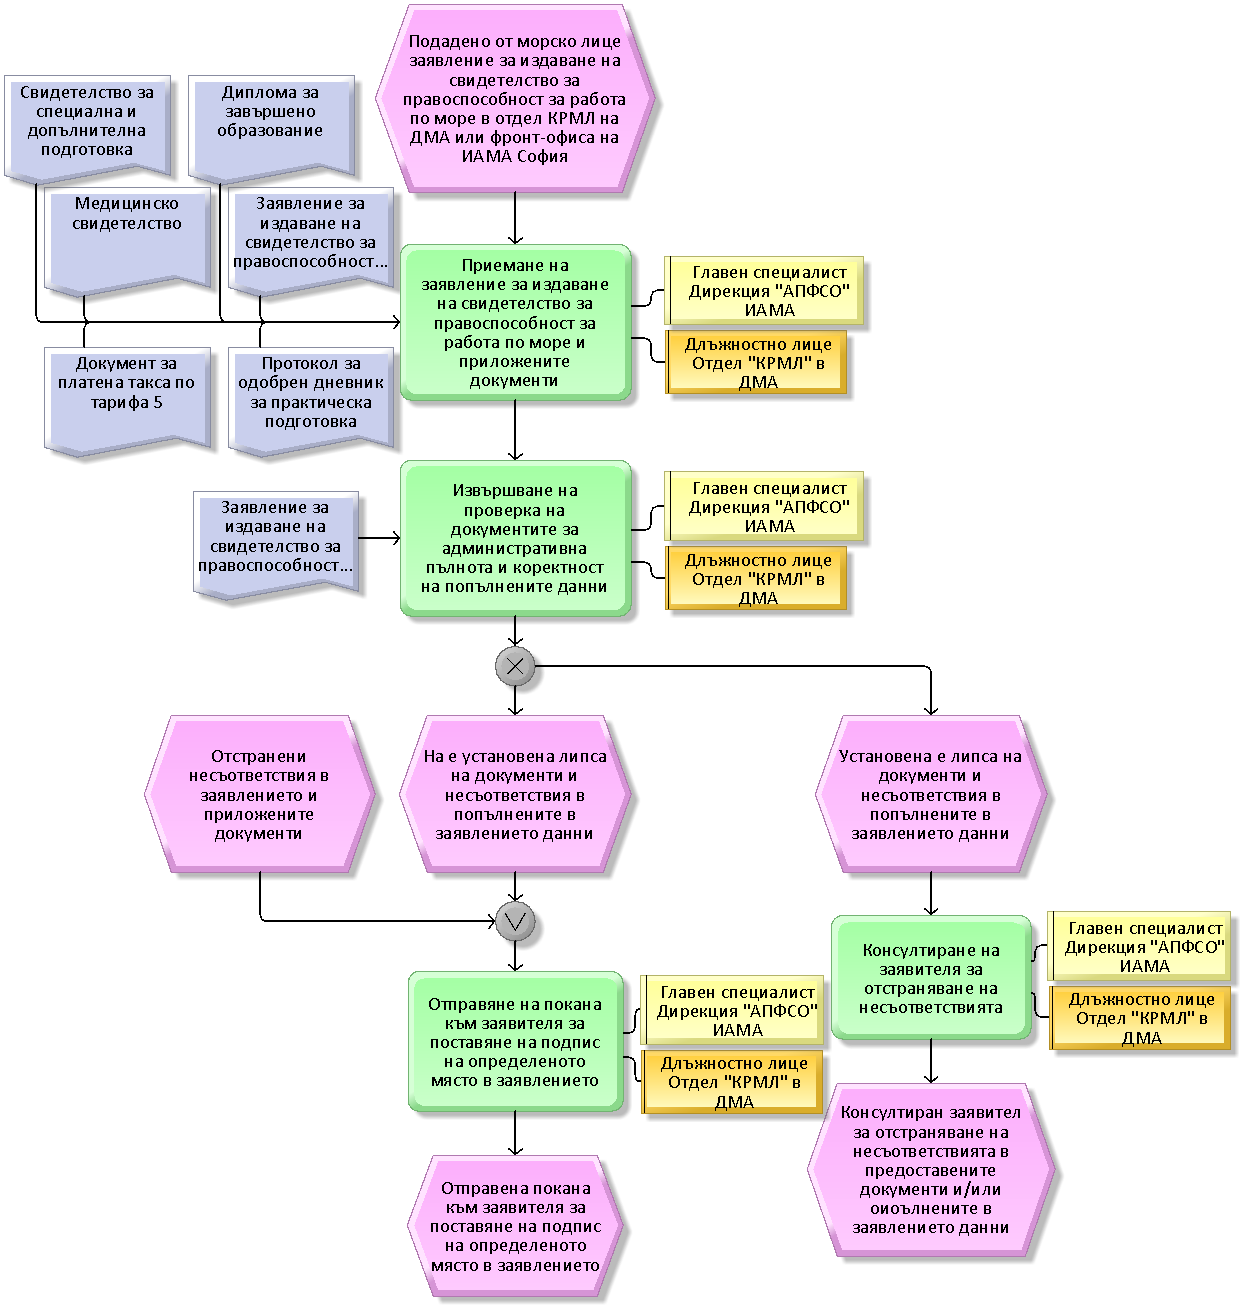 Подадено от морско лице
заявление за издаване на
свидетелство за
правоспособност за работа
по море в отдел КРМЛ на
ДМА или фронт-офиса на
ИАМА София
Свидетелство за
специална и
допълнителна
подготовка
Диплома за
завършено
образование
Медицинско
свидетелство
Заявление за
издаване на
свидетелство за
правоспособност...
Документ за
платена такса по
тарифа 5
Протокол за
одобрен дневник
за практическа
подготовка
Приемане на
заявление за издаване
на свидетелство за
правоспособност за
работа по море и
приложените
документи
Главен специалист
Дирекция "АПФСО"
ИАМА
Длъжностно лице
Отдел "КРМЛ" в
ДМА
Заявление за
издаване на
свидетелство за
правоспособност...
Извършване на
проверка на
документите за
административна
пълнота и коректност
на попълнените данни
Главен специалист
Дирекция "АПФСО"
ИАМА
Длъжностно лице
Отдел "КРМЛ" в
ДМА
Отстранени
несъответствия в
заявлението и
приложените
документи
На е установена липса
на документи и
несъответствия в
попълнените в
заявлението данни
Установена е липса на
документи и
несъответствия в
попълнените в
заявлението данни
Отправяне на покана
към заявителя за
поставяне на подпис
на определеното
място в заявлението
Главен специалист
Дирекция "АПФСО"
ИАМА
Длъжностно лице
Отдел "КРМЛ" в
ДМА
Консултиране на
заявителя за
отстраняване на
несъответствията
Главен специалист
Дирекция "АПФСО"
ИАМА
Длъжностно лице
Отдел "КРМЛ" в
ДМА
Отправена покана
към заявителя за
поставяне на подпис
на определеното
място в заявлението
Консултиран заявител
за отстраняване на
несъответствията в
предоставените
документи и/или
оиоълнените в
заявлението данни